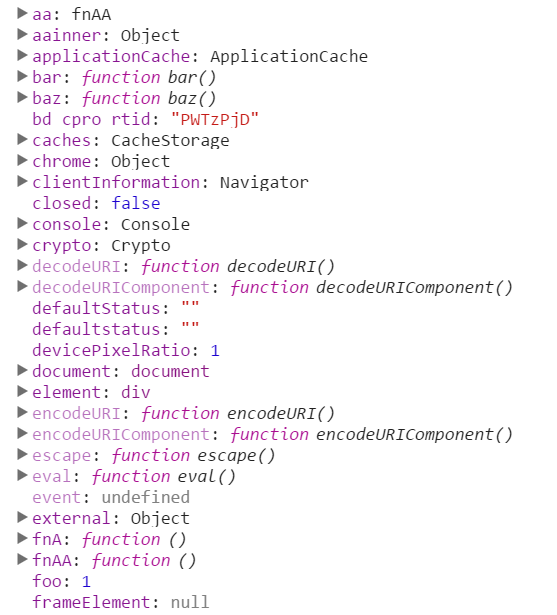 aa: fnAA
aainner: Object
applicationCache: ApplicationCache
bar: function bar()
baz: function baz()
bd cpro rtid: "PWTzPjD"
caches: CacheStorage
chrome: Object
clientInformation: Navigator
closed: false
console: Console
crypto: Crypto
decodeURI: function decodeURI()
decodeURIComponent: function decodeURIComponent()
defaultStatus: ""
defaultstatus: ""
devicePixelRatio: 1
document: document
element: div
encodeURI: function encodeURI()
encodeURIComponent: function encodeURIComponent()
escape: function escape()
eval: function eval()
event: undefined
external: Object
fnA: function ()
fnAA: function ()
foo: 1
frameElement: null